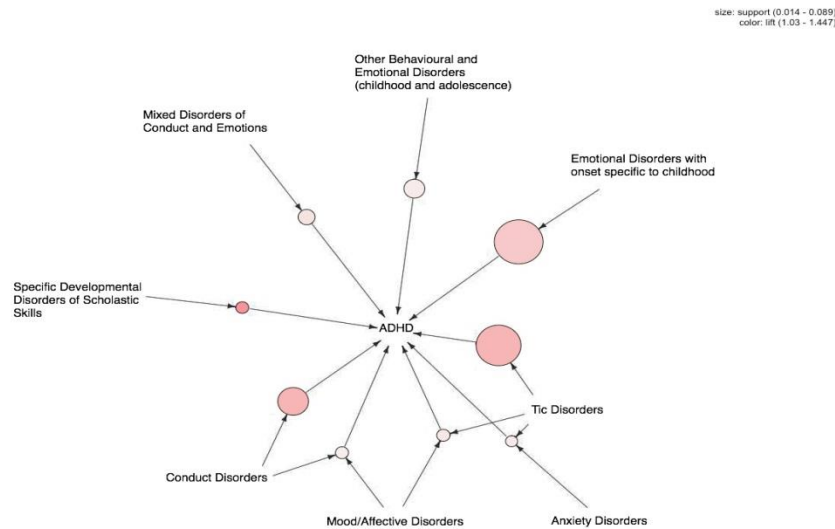 size: support (0.014 - 0.089)
color: lift (1.03 - 1.447)
Other Behavioural and
Emotional Disorders
(childhood and adolescence)
Mixed Disorders of
Conduct and Emotions
Emotional Disorders with
onset specific to childhood
Specific Developmental
Disorders of Scholastic
Skills
ADHD
Tic Disorders
Conduct Disorders
Mood/Affective Disorders
Anxiety Disorders